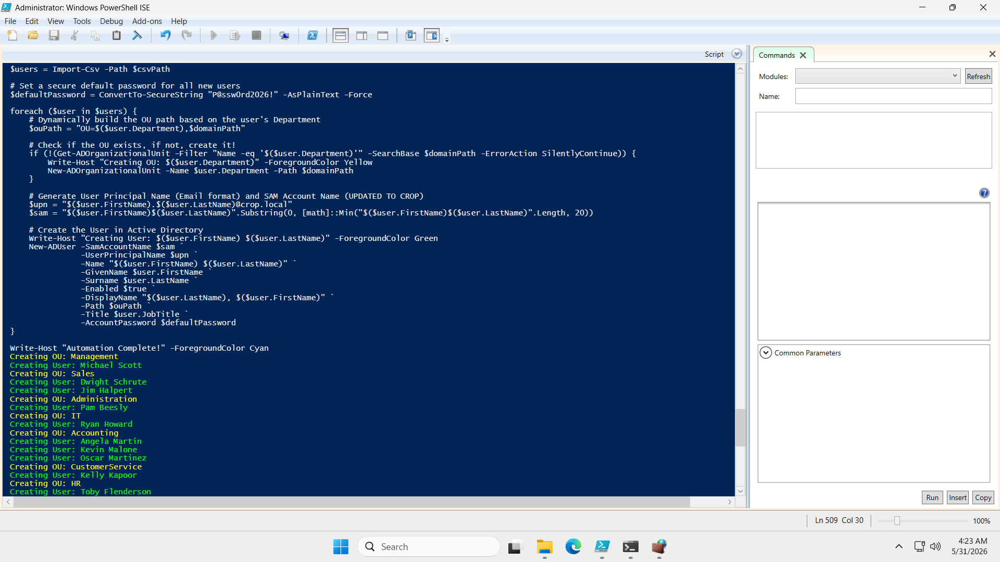 Administrator: Windows PowerShell ISE
File Edit View Tools Debug Add-ons Help
Script
$users = Import-Csv -Path $csvPath
# Set a secure default password for all new users
$defaultPassword = ConvertTo-SecureString "P@ssw0rd2026!" -AsPlainText -Force
foreach ($user in $users) {
# Dynamically build the OU path based on the user's Department
$ouPath = "OU=$($user.Department),$domainPath"
# Check if the OU exists, if not, create it!
if (!(Get-ADOrganizationalUnit -Filter "Name -eq '$($user.Department)'" -SearchBase $domainPath -ErrorAction SilentlyContinue)) {
Write-Host "Creating OU: $($user.Department)" -ForegroundColor Yellow
New-ADOrganizationalUnit -Name $user.Department -Path $domainPath
}
# Generate User Principal Name (Email format) and SAM Account Name (UPDATED TO CROP)
$upn = "$($user.FirstName).$($user.LastName)@crop.local"
$sam = "$($user.FirstName)$($user.LastName)".Substring(0, [math]::Min("$($user.FirstName)$($user.LastName)".Length, 20))
# Create the User in Active Directory
Write-Host "Creating User: $($user.FirstName) $($user.LastName)" -ForegroundColor Green
New-ADUser -SamAccountName $sam `
-UserPrincipalName $upn `
-Name "$($user.FirstName) $($user.LastName)" `
-GivenName $user.FirstName `
-Surname $user.LastName `
-Enabled $true `
-DisplayName "$($user.LastName), $($user.FirstName)" `
-Path $ouPath `
-Title $user.JobTitle `
-AccountPassword $defaultPassword
}
Write-Host "Automation Complete!" -ForegroundColor Cyan
Creating OU: Management
Creating User: Michael Scott
Creating OU: Sales
Creating User: Dwight Schrute
Creating User: Jim Halpert
Creating OU: Administration
Creating User: Pam Beesly
Creating OU: IT
Creating User: Ryan Howard
Creating OU: Accounting
Creating User: Angela Martin
Creating User: Kevin Malone
Creating User: Oscar Martinez
Creating OU: CustomerService
Creating User: Kelly Kapoor
Creating OU: HR
Creating User: Toby Flenderson
Commands
Modules:
Refresh
Name:
Common Parameters
Run Insert Copy
Ln 509 Col 30
100%
Search
4:23 AM
5/31/2026